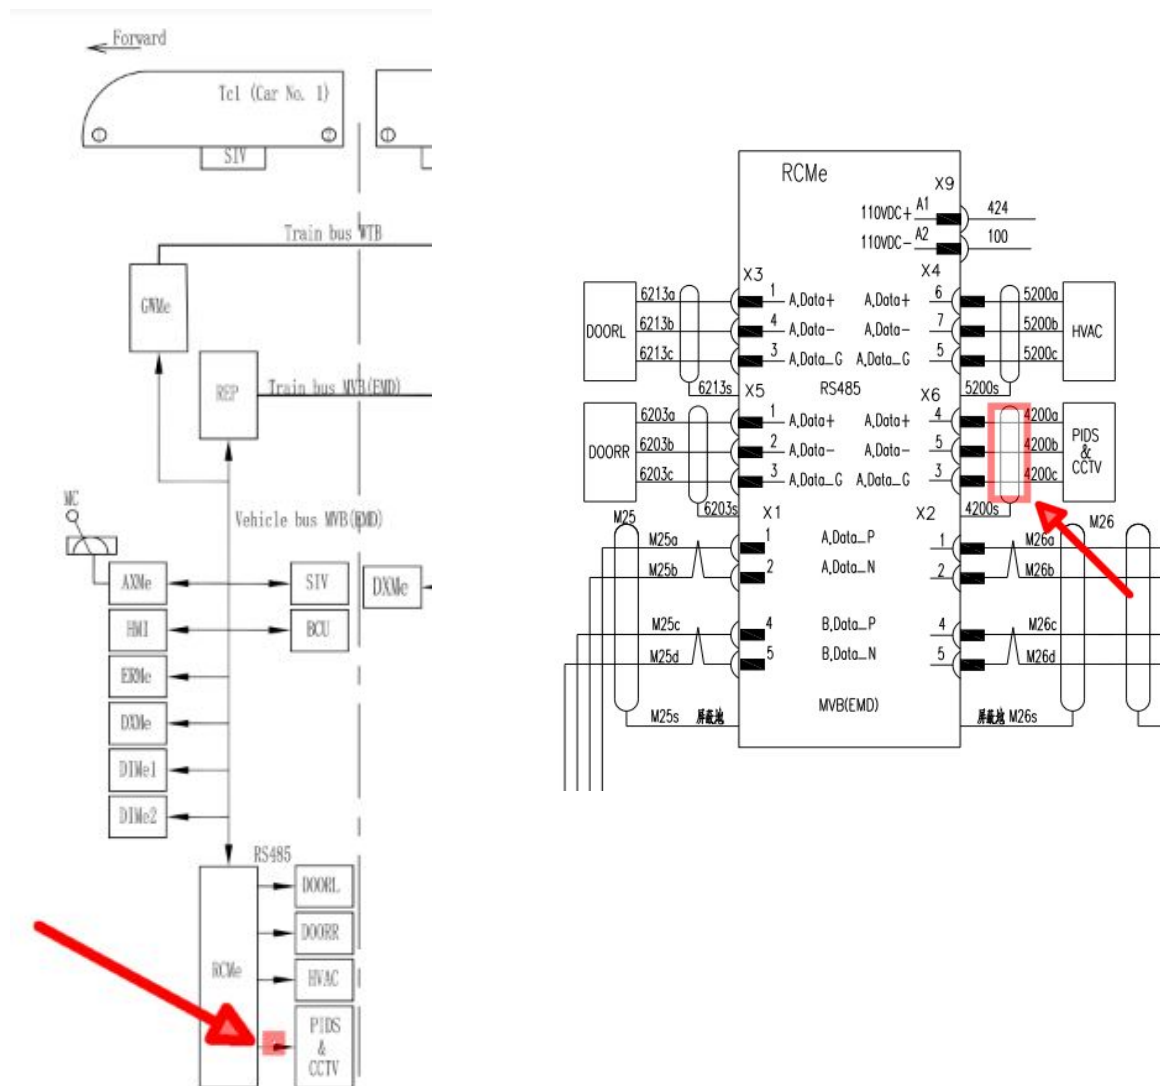 Forward
Tc1 (Car No. 1)
1
2
1
SIV
Train bus WTB
GWMe
REP
Train bus MVB(EMD)
Vehicle bus MVB(EMD)
MC
AXMe
SIV
DXMe
HMI
BCU
ERMe
DXMe
DIMe1
DIMe2
RS485
DOORL
DOORR
RCMe
HVAC
PIDS
&
CCTV
RCMe
X9
110VDC+ A1 424
110VDC- A2 100
X3
X4
DOORL
6213a 1 A,Data+ A,Data+ 6 5200a
6213b 4 A,Data- A,Data- 7 5200b
6213c 3 A,Data_G A,Data_G 5 5200c
HVAC
6213s RS485 5200s
X5
X6
DOORR
6203a 1 A,Data+ A,Data+ 4 4200a
6203b 2 A,Data- A,Data- 5 4200b
6203c 3 A,Data_G A,Data_G 3 4200c
PIDS
&
CCTV
6203s 4200s
M25 X1 X2 M26
M25a 1 A,Data_P 1 M26a
M25b 2 A,Data_N 2 M26b
M25c 4 B,Data_P 4 M26c
M25d 5 B,Data_N 5 M26d
MVB(EMD)
M25s 屏蔽地 屏蔽地 M26s